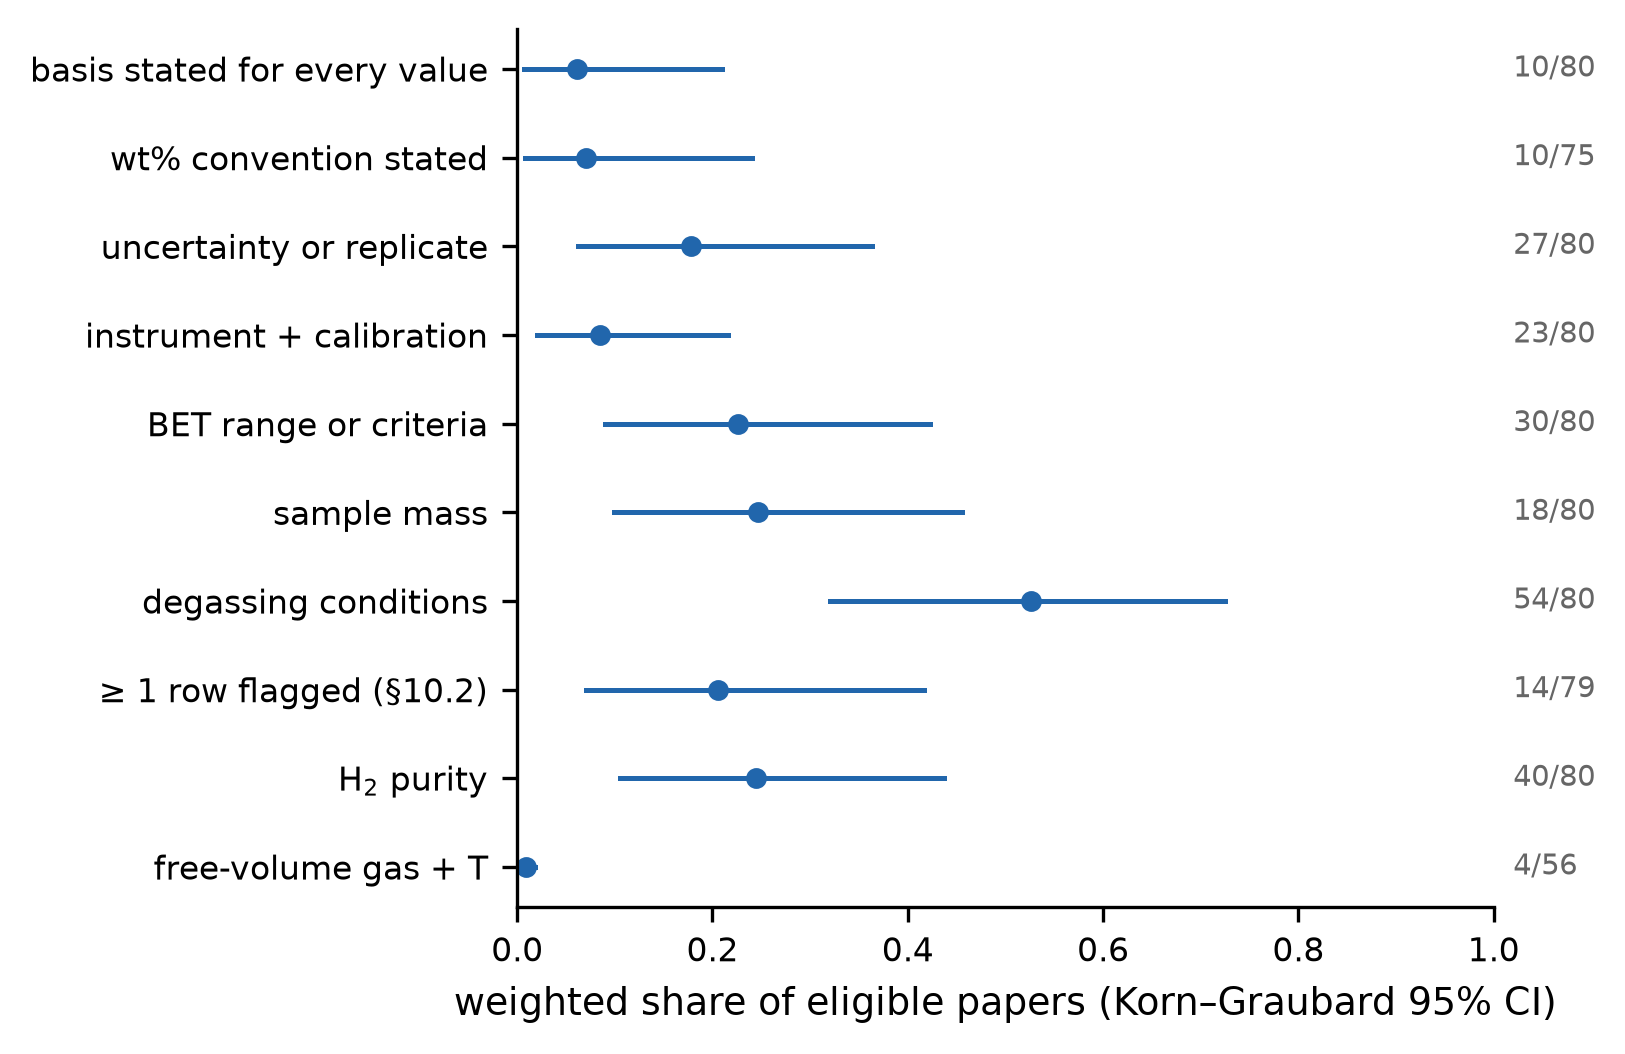 basis stated for every value 10/80
wt% convention stated 10/75
uncertainty or replicate 27/80
instrument + calibration 23/80
BET range or criteria 30/80
sample mass 18/80
degassing conditions 54/80
≥ 1 row flagged (§10.2) 14/79
H₂ purity 40/80
free-volume gas + T 4/56
0.0 0.2 0.4 0.6 0.8 1.0
weighted share of eligible papers (Korn–Graubard 95% CI)